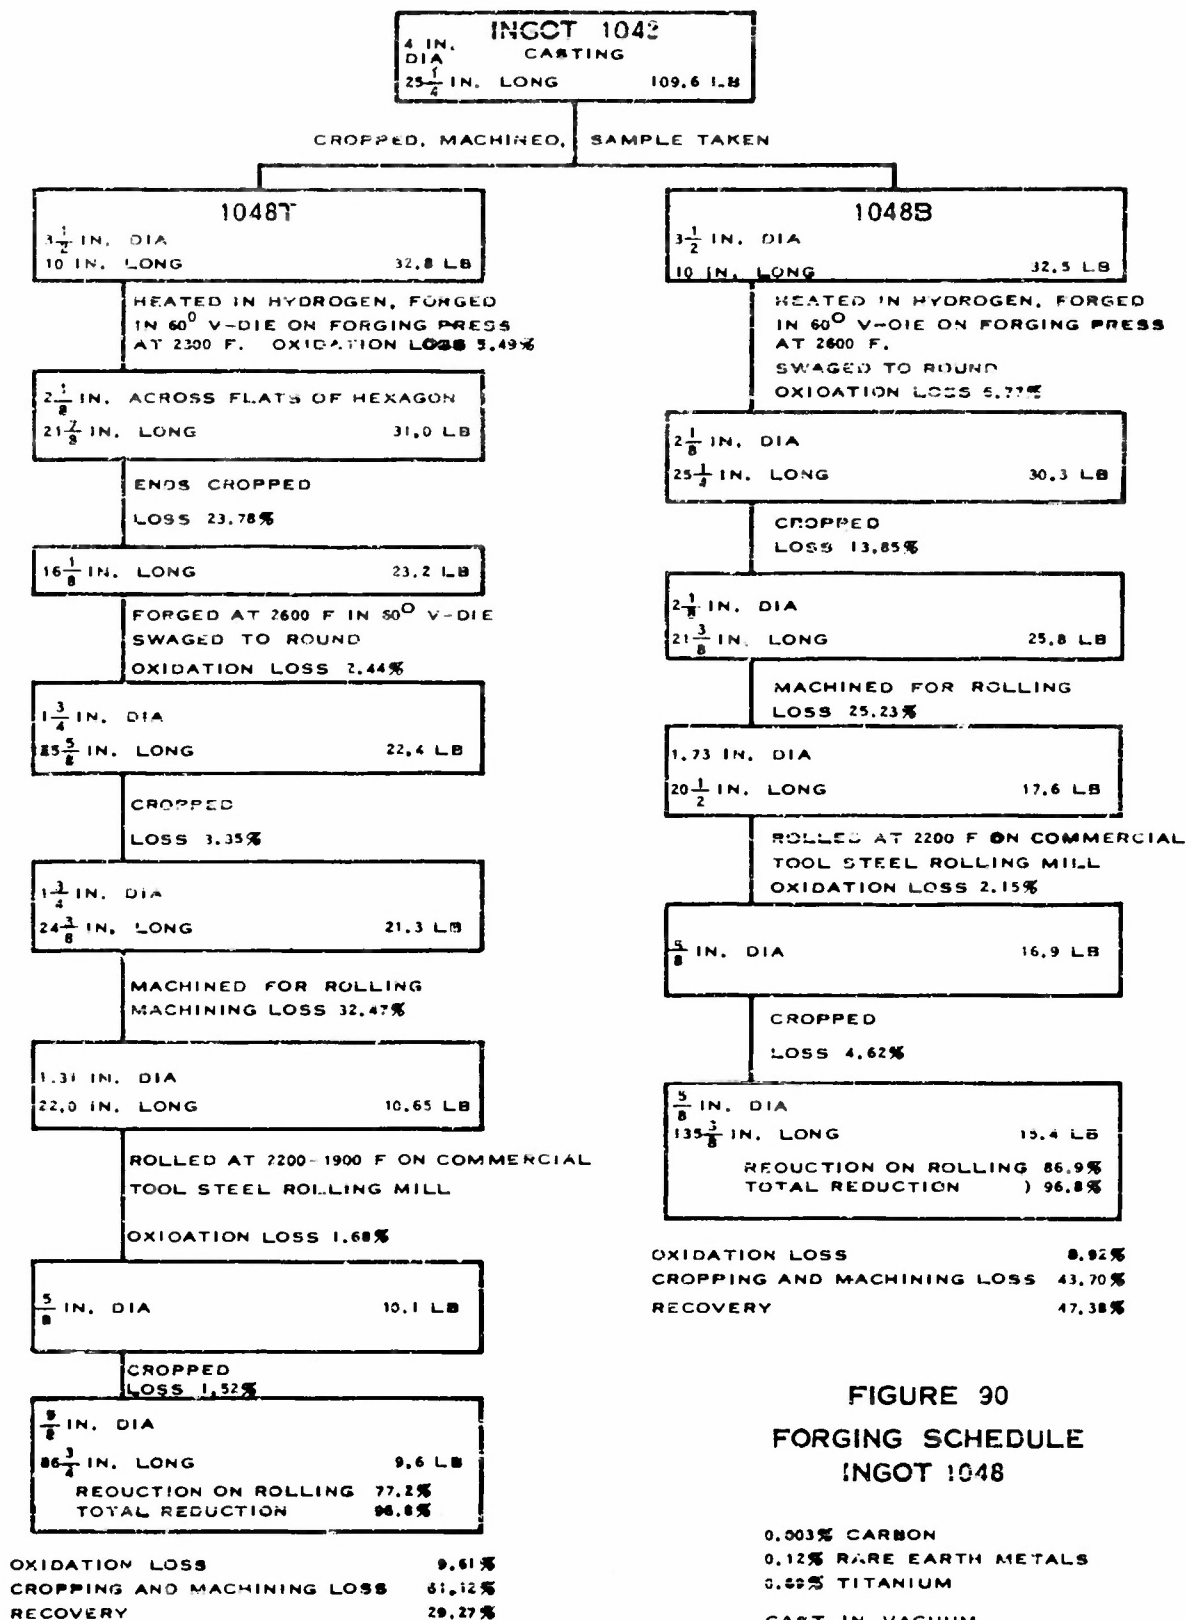 INGOT 1048
4 IN. DIA
CASTING
25 1/4 IN. LONG 109.6 LB
CROPPED, MACHINED, SAMPLE TAKEN
1048T
3 1/2 IN. DIA
10 IN. LONG 32.8 LB
HEATED IN HYDROGEN, FORGED
IN 60° V-DIE ON FORGING PRESS
AT 2300 F. OXIDATION LOSS 5.49%
2 1/8 IN. ACROSS FLATS OF HEXAGON
21 7/8 IN. LONG 31.0 LB
ENDS CROPPED
LOSS 23.78%
16 1/8 IN. LONG 23.2 LB
FORGED AT 2600 F IN 60° V-DIE
SWAGED TO ROUND
OXIDATION LOSS 2.44%
1 3/4 IN. DIA
25 5/8 IN. LONG 22.4 LB
CROPPED
LOSS 3.35%
1 3/4 IN. DIA
24 3/8 IN. LONG 21.3 LB
MACHINED FOR ROLLING
MACHINING LOSS 32.47%
1.31 IN. DIA
22.0 IN. LONG 10.65 LB
ROLLED AT 2200-1900 F ON COMMERCIAL
TOOL STEEL ROLLING MILL
OXIDATION LOSS 1.68%
5/8 IN. DIA 10.1 LB
CROPPED
LOSS 1.52%
5/8 IN. DIA
86 3/4 IN. LONG 9.6 LB
REDUCTION ON ROLLING 77.2%
TOTAL REDUCTION 96.8%
OXIDATION LOSS 9.61%
CROPPING AND MACHINING LOSS 61.12%
RECOVERY 29.27%
1048B
3 1/2 IN. DIA
10 IN. LONG 32.5 LB
HEATED IN HYDROGEN, FORGED
IN 60° V-DIE ON FORGING PRESS
AT 2600 F.
SWAGED TO ROUND
OXIDATION LOSS 6.77%
2 1/8 IN. DIA
25 1/4 IN. LONG 30.3 LB
CROPPED
LOSS 13.85%
2 1/8 IN. DIA
21 3/8 IN. LONG 25.8 LB
MACHINED FOR ROLLING
LOSS 25.23%
1.73 IN. DIA
20 1/2 IN. LONG 17.6 LB
ROLLED AT 2200 F ON COMMERCIAL
TOOL STEEL ROLLING MILL
OXIDATION LOSS 2.15%
5/8 IN. DIA 16.9 LB
CROPPED
LOSS 4.62%
5/8 IN. DIA
135 3/8 IN. LONG 15.4 LB
REDUCTION ON ROLLING 86.9%
TOTAL REDUCTION ) 96.8%
OXIDATION LOSS 8.92%
CROPPING AND MACHINING LOSS 43.70%
RECOVERY 47.38%
FIGURE 90
FORGING SCHEDULE
INGOT 1048
0.003% CARBON
0.12% RARE EARTH METALS
TITANIUM
CAST IN VACUUM